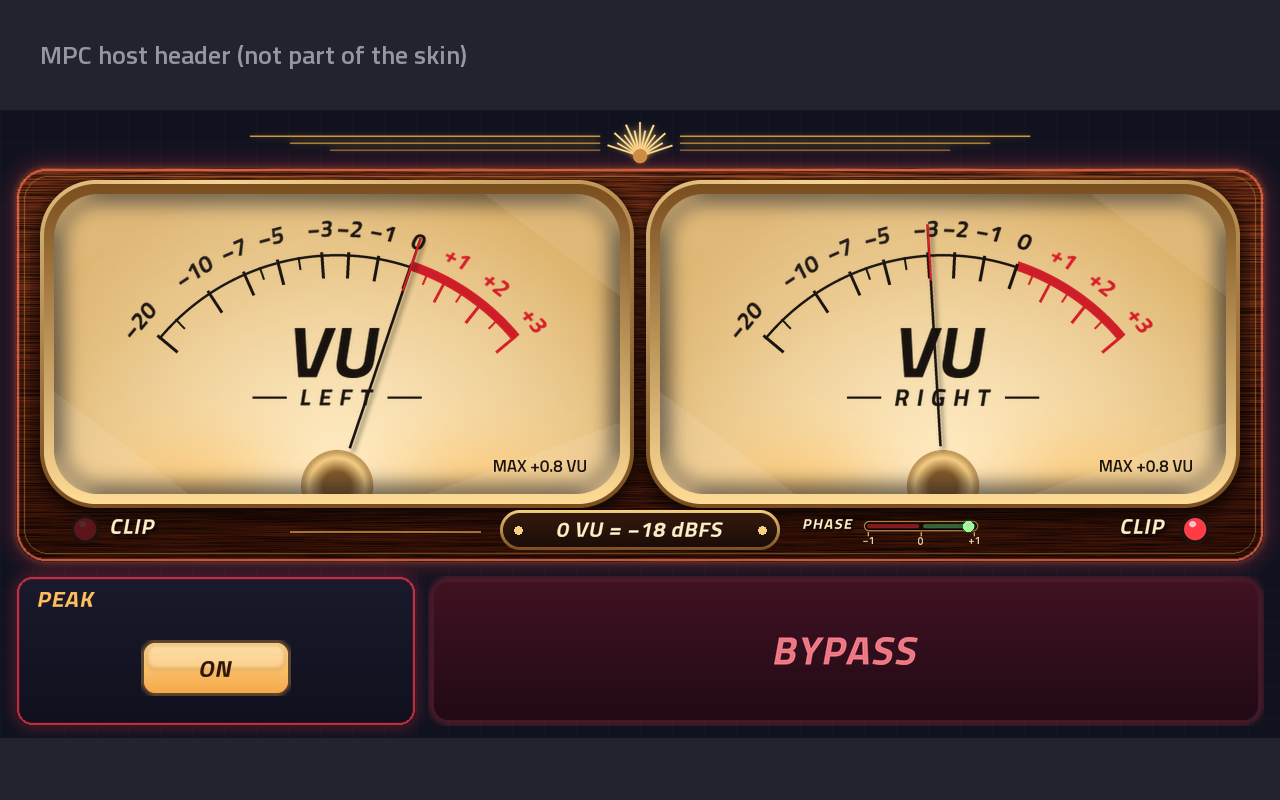 MPC host header (not part of the skin)
−20 −10 −7 −5 −3 −2 −1 0 +1 +2 +3
VU
LEFT
MAX +0.8 VU
−20 −10 −7 −5 −3 −2 −1 0 +1 +2 +3
VU
RIGHT
MAX +0.8 VU
CLIP
0 VU = −18 dBFS
PHASE
−1 0 +1
CLIP
PEAK
ON
BYPASS